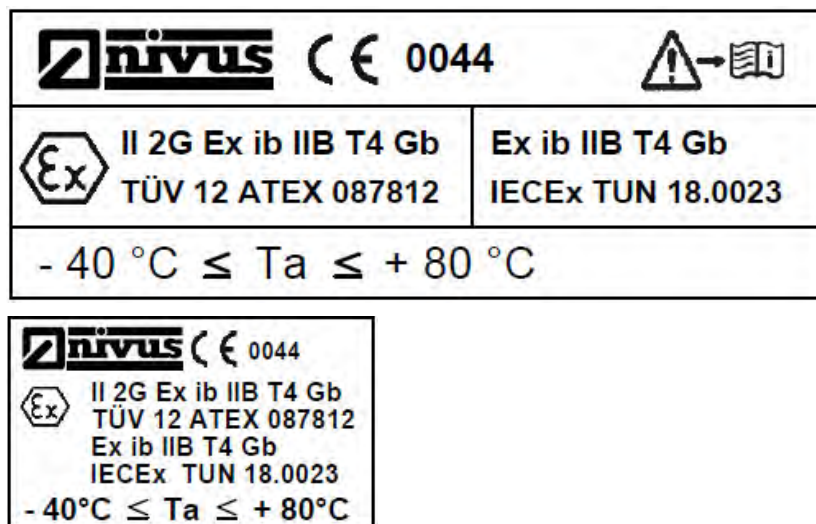 nivus CE 0044
II 2G Ex ib IIB T4 Gb
TÜV 12 ATEX 087812
Ex ib IIB T4 Gb
IECEx TUN 18.0023
- 40 °C ≤ Ta ≤ + 80 °C
nivus CE 0044
Ex
II 2G Ex ib IIB T4 Gb
TÜV 12 ATEX 087812
Ex ib IIB T4 Gb
IECEx TUN 18.0023
- 40°C ≤ Ta ≤ + 80°C